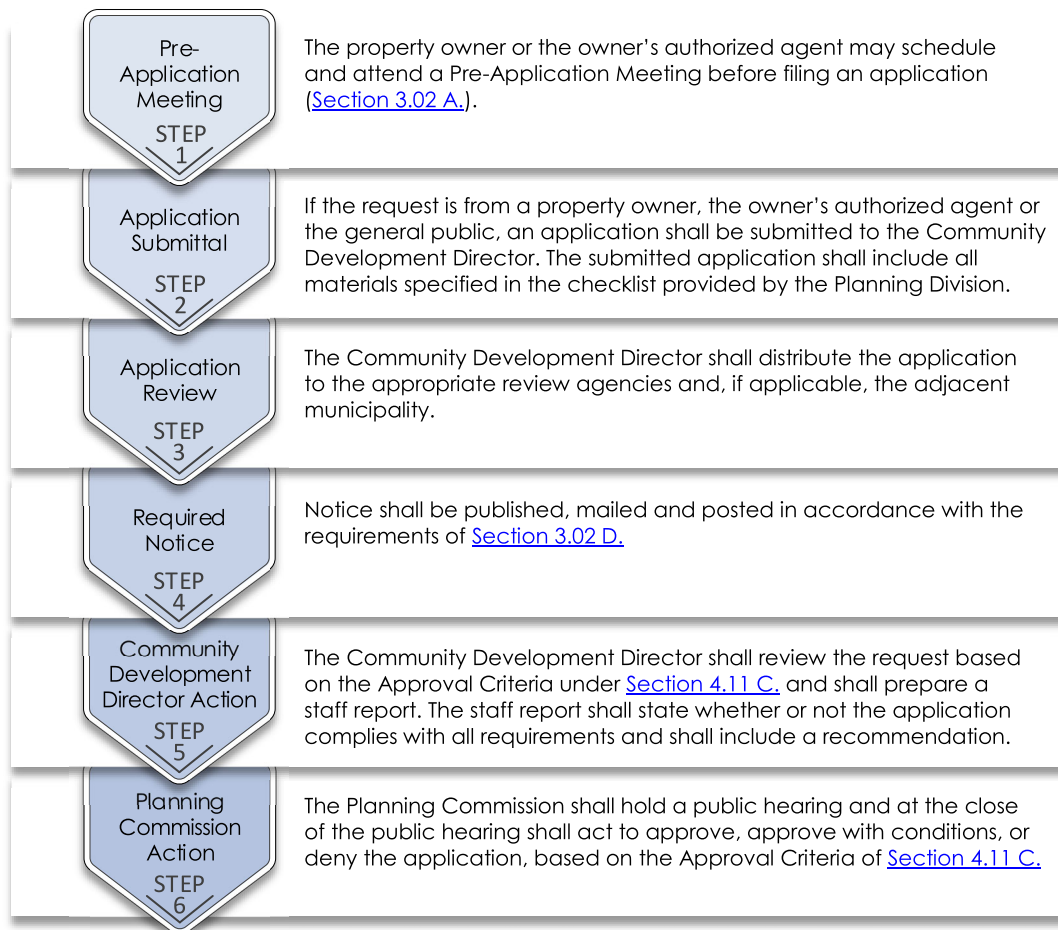 Pre-
Application
Meeting
STEP
1
The property owner or the owner’s authorized agent may schedule
and attend a Pre-Application Meeting before filing an application
(Section 3.02 A.).
Application
Submittal
STEP
2
If the request is from a property owner, the owner’s authorized agent or
the general public, an application shall be submitted to the Community
Development Director. The submitted application shall include all
materials specified in the checklist provided by the Planning Division.
Application
Review
STEP
3
The Community Development Director shall distribute the application
to the appropriate review agencies and, if applicable, the adjacent
municipality.
Required
Notice
STEP
4
Notice shall be published, mailed and posted in accordance with the
requirements of Section 3.02 D.
Community
Development
Director Action
STEP
5
The Community Development Director shall review the request based
on the Approval Criteria under Section 4.11 C. and shall prepare a
staff report. The staff report shall state whether or not the application
complies with all requirements and shall include a recommendation.
Planning
Commission
Action
STEP
6
The Planning Commission shall hold a public hearing and at the close
of the public hearing shall act to approve, approve with conditions, or
deny the application, based on the Approval Criteria of Section 4.11 C.